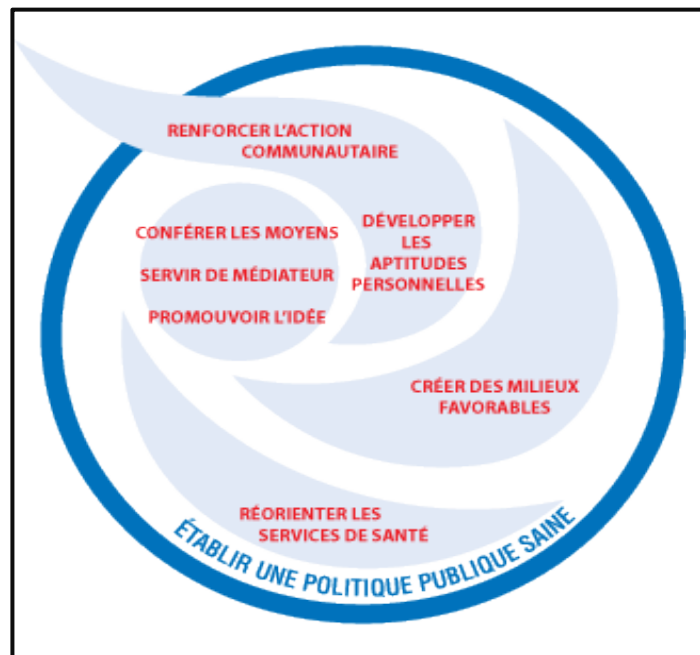 RENFORCER L'ACTION
COMMUNAUTAIRE
CONFÉRER LES MOYENS
SERVIR DE MÉDIATEUR
PROMOUVOIR L'IDÉE
DÉVELOPPER
LES
APTITUDES
PERSONNELLES
CRÉER DES MILIEUX
FAVORABLES
RÉORIENTER LES
SERVICES DE SANTÉ
ÉTABLIR UNE POLITIQUE PUBLIQUE SAINE